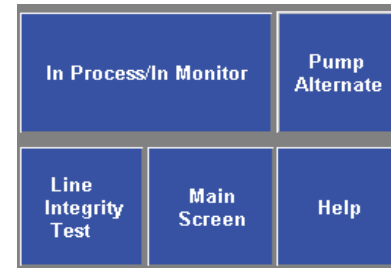 In Process/In Monitor
Pump
Alternate
Line
Integrity
Test
Main
Screen
Help